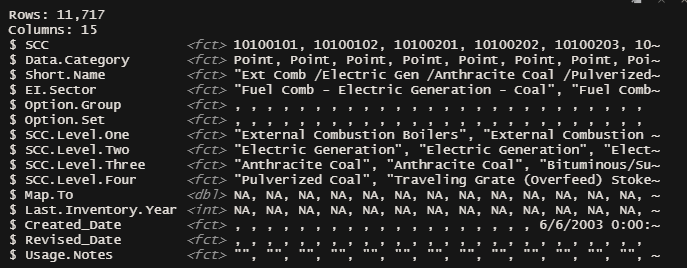 Rows: 11,717
Columns: 15
$ SCC                 <fct> 10100101, 10100102, 10100201, 10100202, 10100203, 10~
$ Data.Category       <fct> Point, Point, Point, Point, Point, Point, Point, Poi~
$ Short.Name          <fct> "Ext Comb /Electric Gen /Anthracite Coal /Pulverized~
$ EI.Sector           <fct> "Fuel Comb - Electric Generation - Coal", "Fuel Comb~
$ Option.Group        <fct> , , , , , , , , , , , , , , , , , , , , , , , ,
$ Option.Set          <fct> , , , , , , , , , , , , , , , , , , , , , , , ,
$ SCC.Level.One       <fct> "External Combustion Boilers", "External Combustion ~
$ SCC.Level.Two       <fct> "Electric Generation", "Electric Generation", "Elect~
$ SCC.Level.Three     <fct> "Anthracite Coal", "Anthracite Coal", "Bituminous/Su~
$ SCC.Level.Four      <fct> "Pulverized Coal", "Traveling Grate (Overfeed) Stoke~
$ Map.To              <dbl> NA, NA, NA, NA, NA, NA, NA, NA, NA, NA, NA, NA, NA, ~
$ Last.Inventory.Year <int> NA, NA, NA, NA, NA, NA, NA, NA, NA, NA, NA, NA, NA, ~
$ Created_Date        <fct> , , , , , , , , , , , , , , , , , , 6/6/2003 0:00:~
$ Revised_Date        <fct> , , , , , , , , , , , , , , , , , , , , , , , ,
$ Usage.Notes         <fct> "", "", "", "", "", "", "", "", "", "", "", "", "", ~